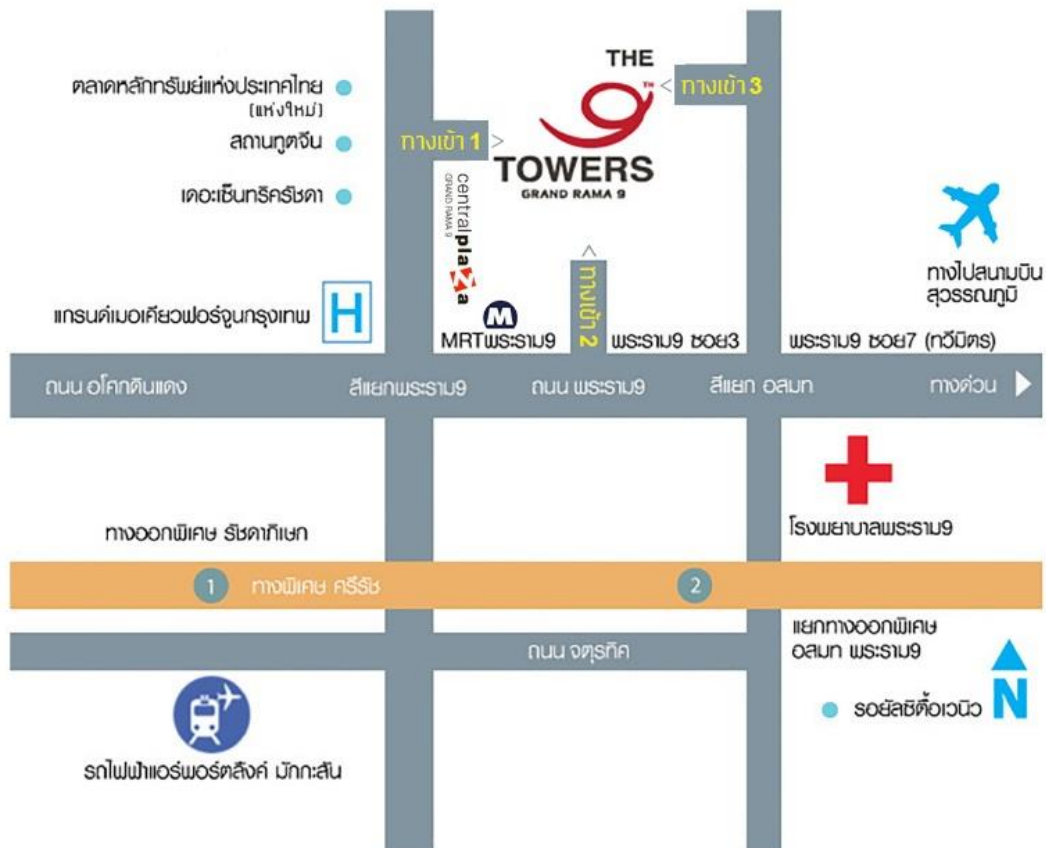 THE
9™
TOWERS
GRAND RAMA 9
ทางเข้า 3
ตลาดหลักทรัพย์แห่งประเทศไทย
(แห่งใหม่)
สถานทูตจีน
ทางเข้า 1
เดอะเซ็นทริครัชดา
centralplaza
GRAND RAMA 9
ทางไปสนามบิน
สุวรรณภูมิ
แกรนด์เมอเคียวฟอร์จูนกรุงเทพ
H
M
MRTพระราม9
ทางเข้า 2
พระราม9 ซอย3
พระราม9 ซอย7 (ทวีมิตร)
ถนน อโศกดินแดง
สี่แยกพระราม9
ถนน พระราม9
สี่แยก อสมท
ทางด่วน
โรงพยาบาลพระราม9
ทางออกพิเศษ รัชดาภิเษก
1
ทางพิเศษ ศรีรัช
2
แยกทางออกพิเศษ
อสมท พระราม9
ถนน จตุรทิศ
N
รอยัลซิตี้อเวนิว
รถไฟฟ้าแอร์พอร์ตลิงค์ มักกะสัน